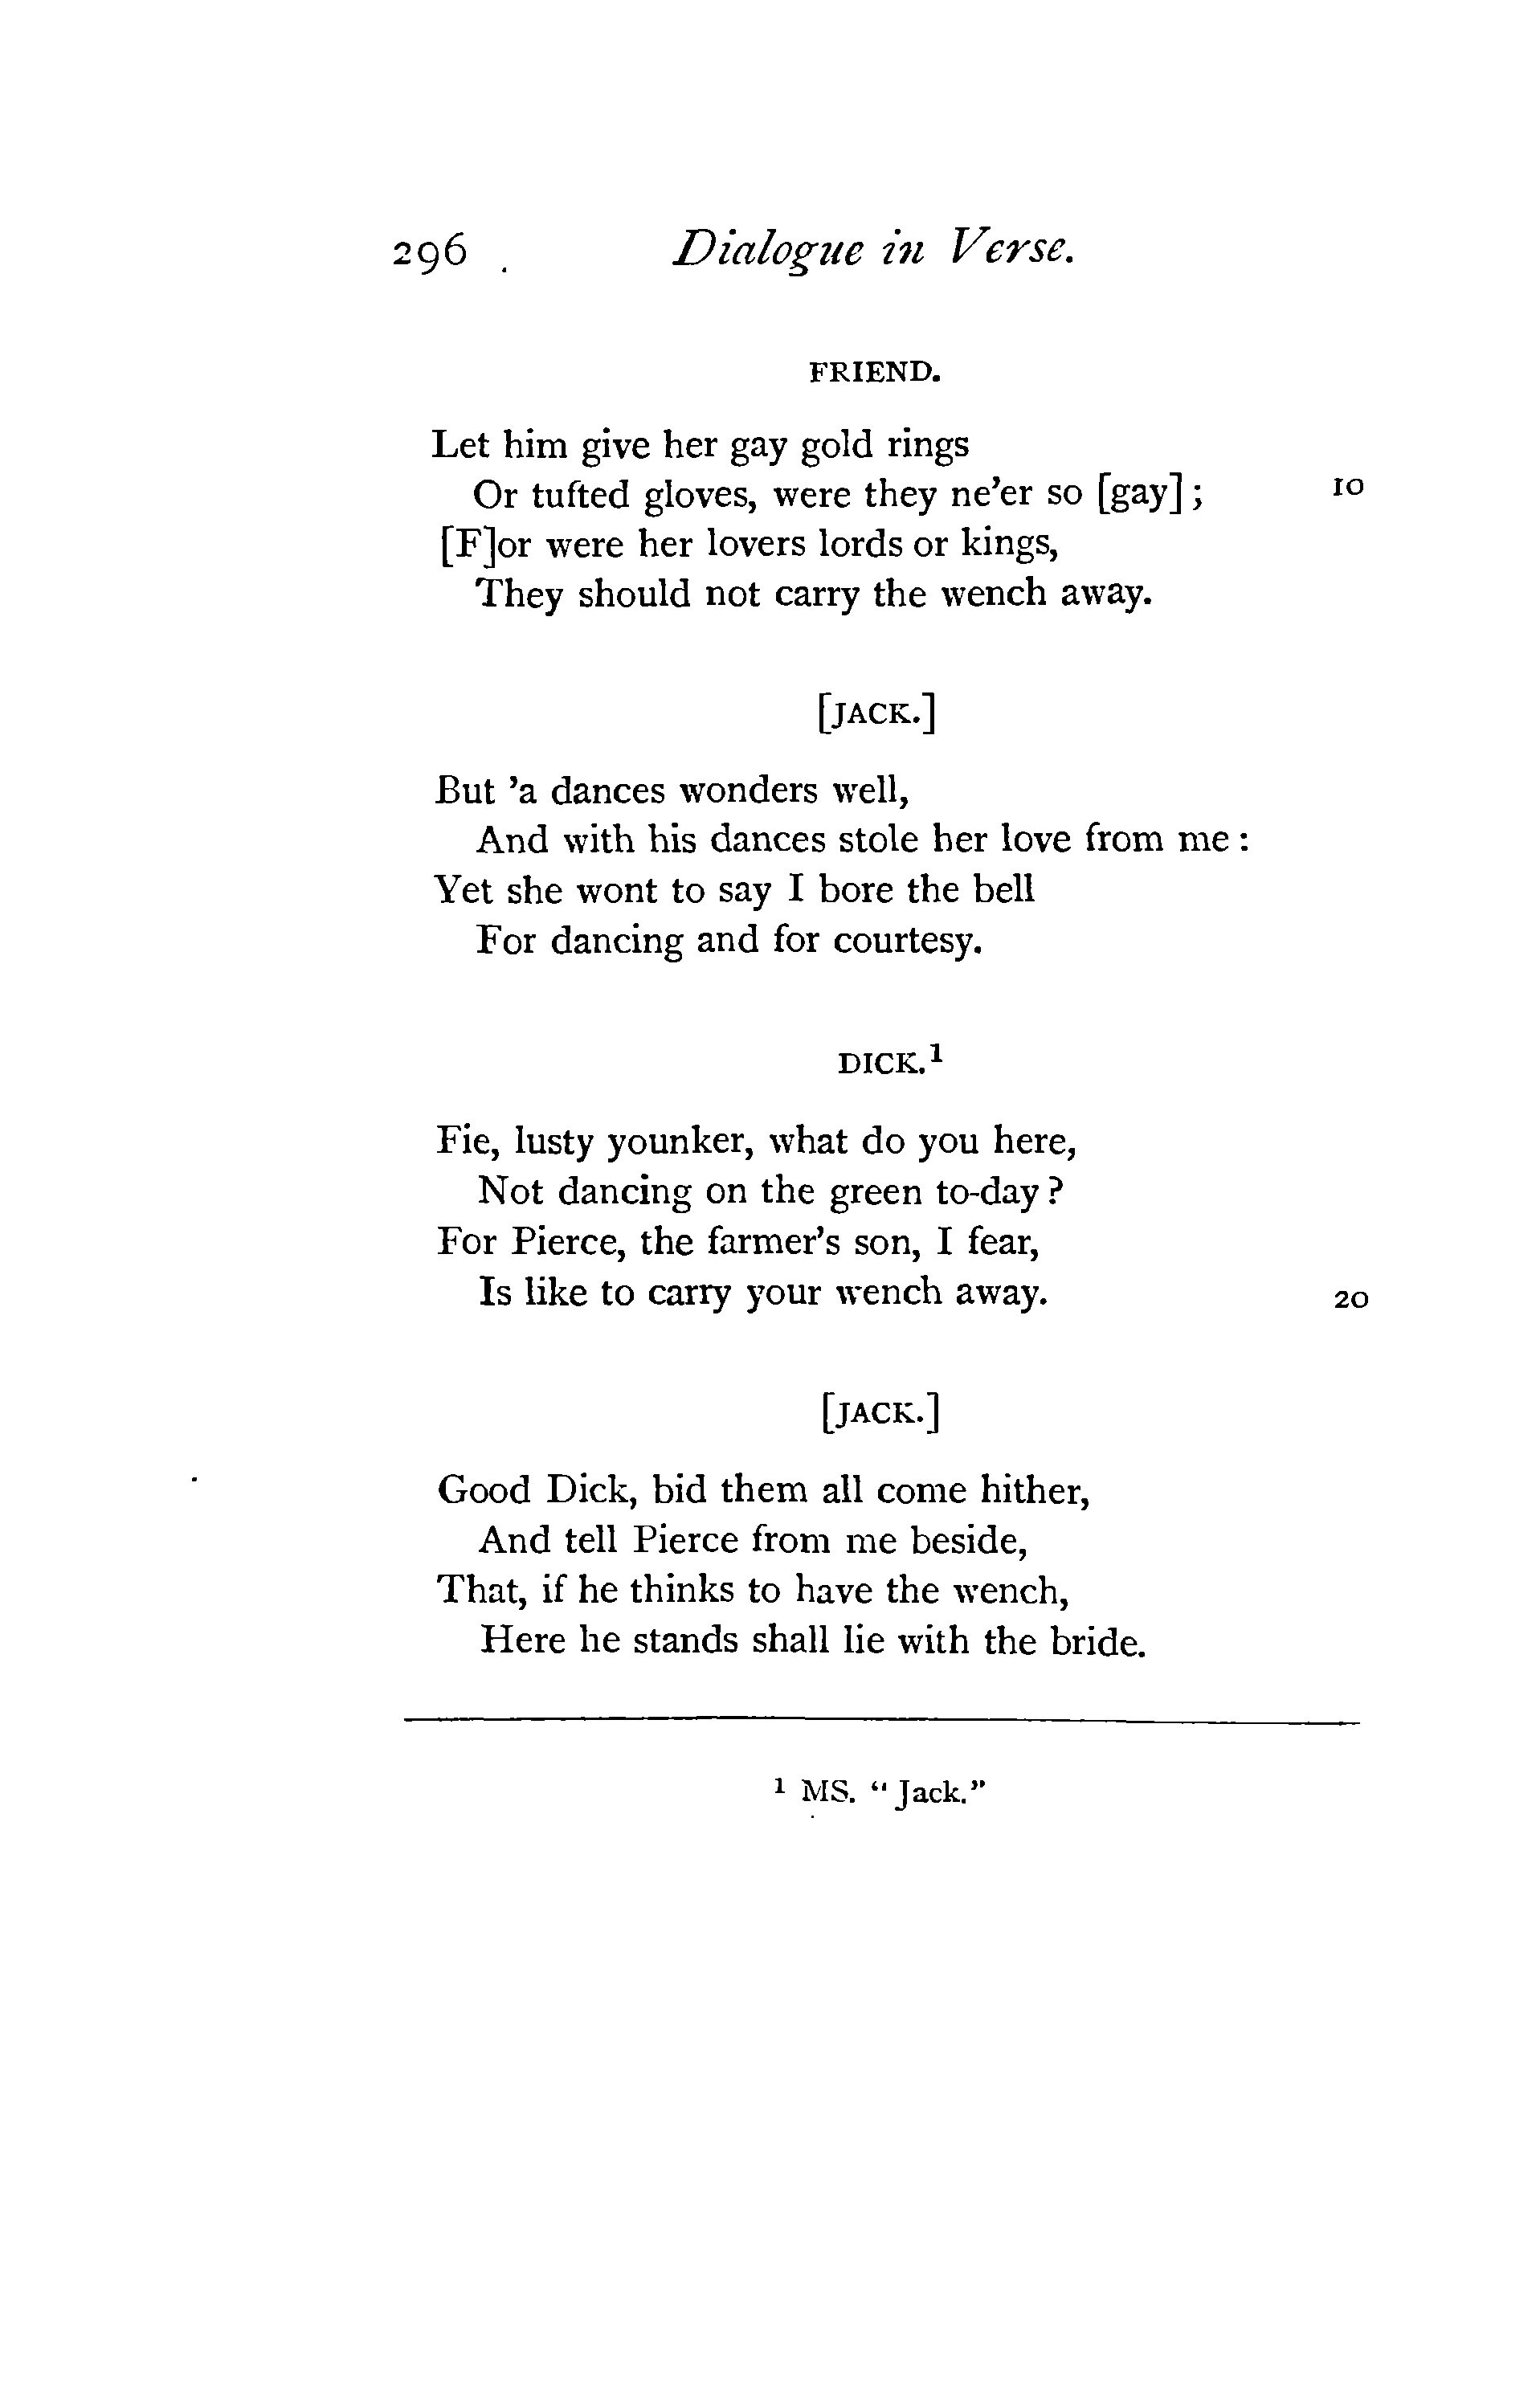 296 Dialogue in Verse.
FRIEND.
Let him give her gay gold rings
Or tufted gloves, were they ne'er so [gay] ; 10
[F]or were her lovers lords or kings,
They should not carry the wench away.
[JACK.]
But 'a dances wonders well,
And with his dances stole her love from me :
Yet she wont to say I bore the bell
For dancing and for courtesy.
DICK.¹
Fie, lusty younker, what do you here,
Not dancing on the green to-day ?
For Pierce, the farmer's son, I fear,
Is like to carry your wench away. 20
[JACK.]
Good Dick, bid them all come hither,
And tell Pierce from me beside,
That, if he thinks to have the wench,
Here he stands shall lie with the bride.
¹ MS. “Jack.”